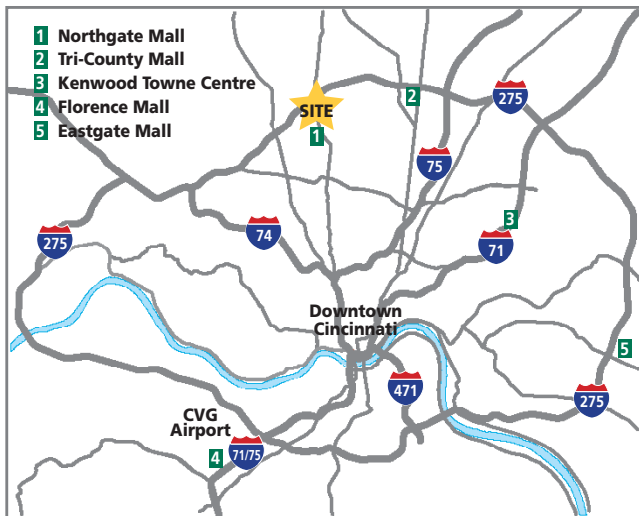 1 Northgate Mall
2 Tri-County Mall
3 Kenwood Towne Centre
4 Florence Mall
5 Eastgate Mall
SITE
1
2
275
75
3
71
74
275
Downtown
Cincinnati
5
471
275
CVG
Airport
4
71/75